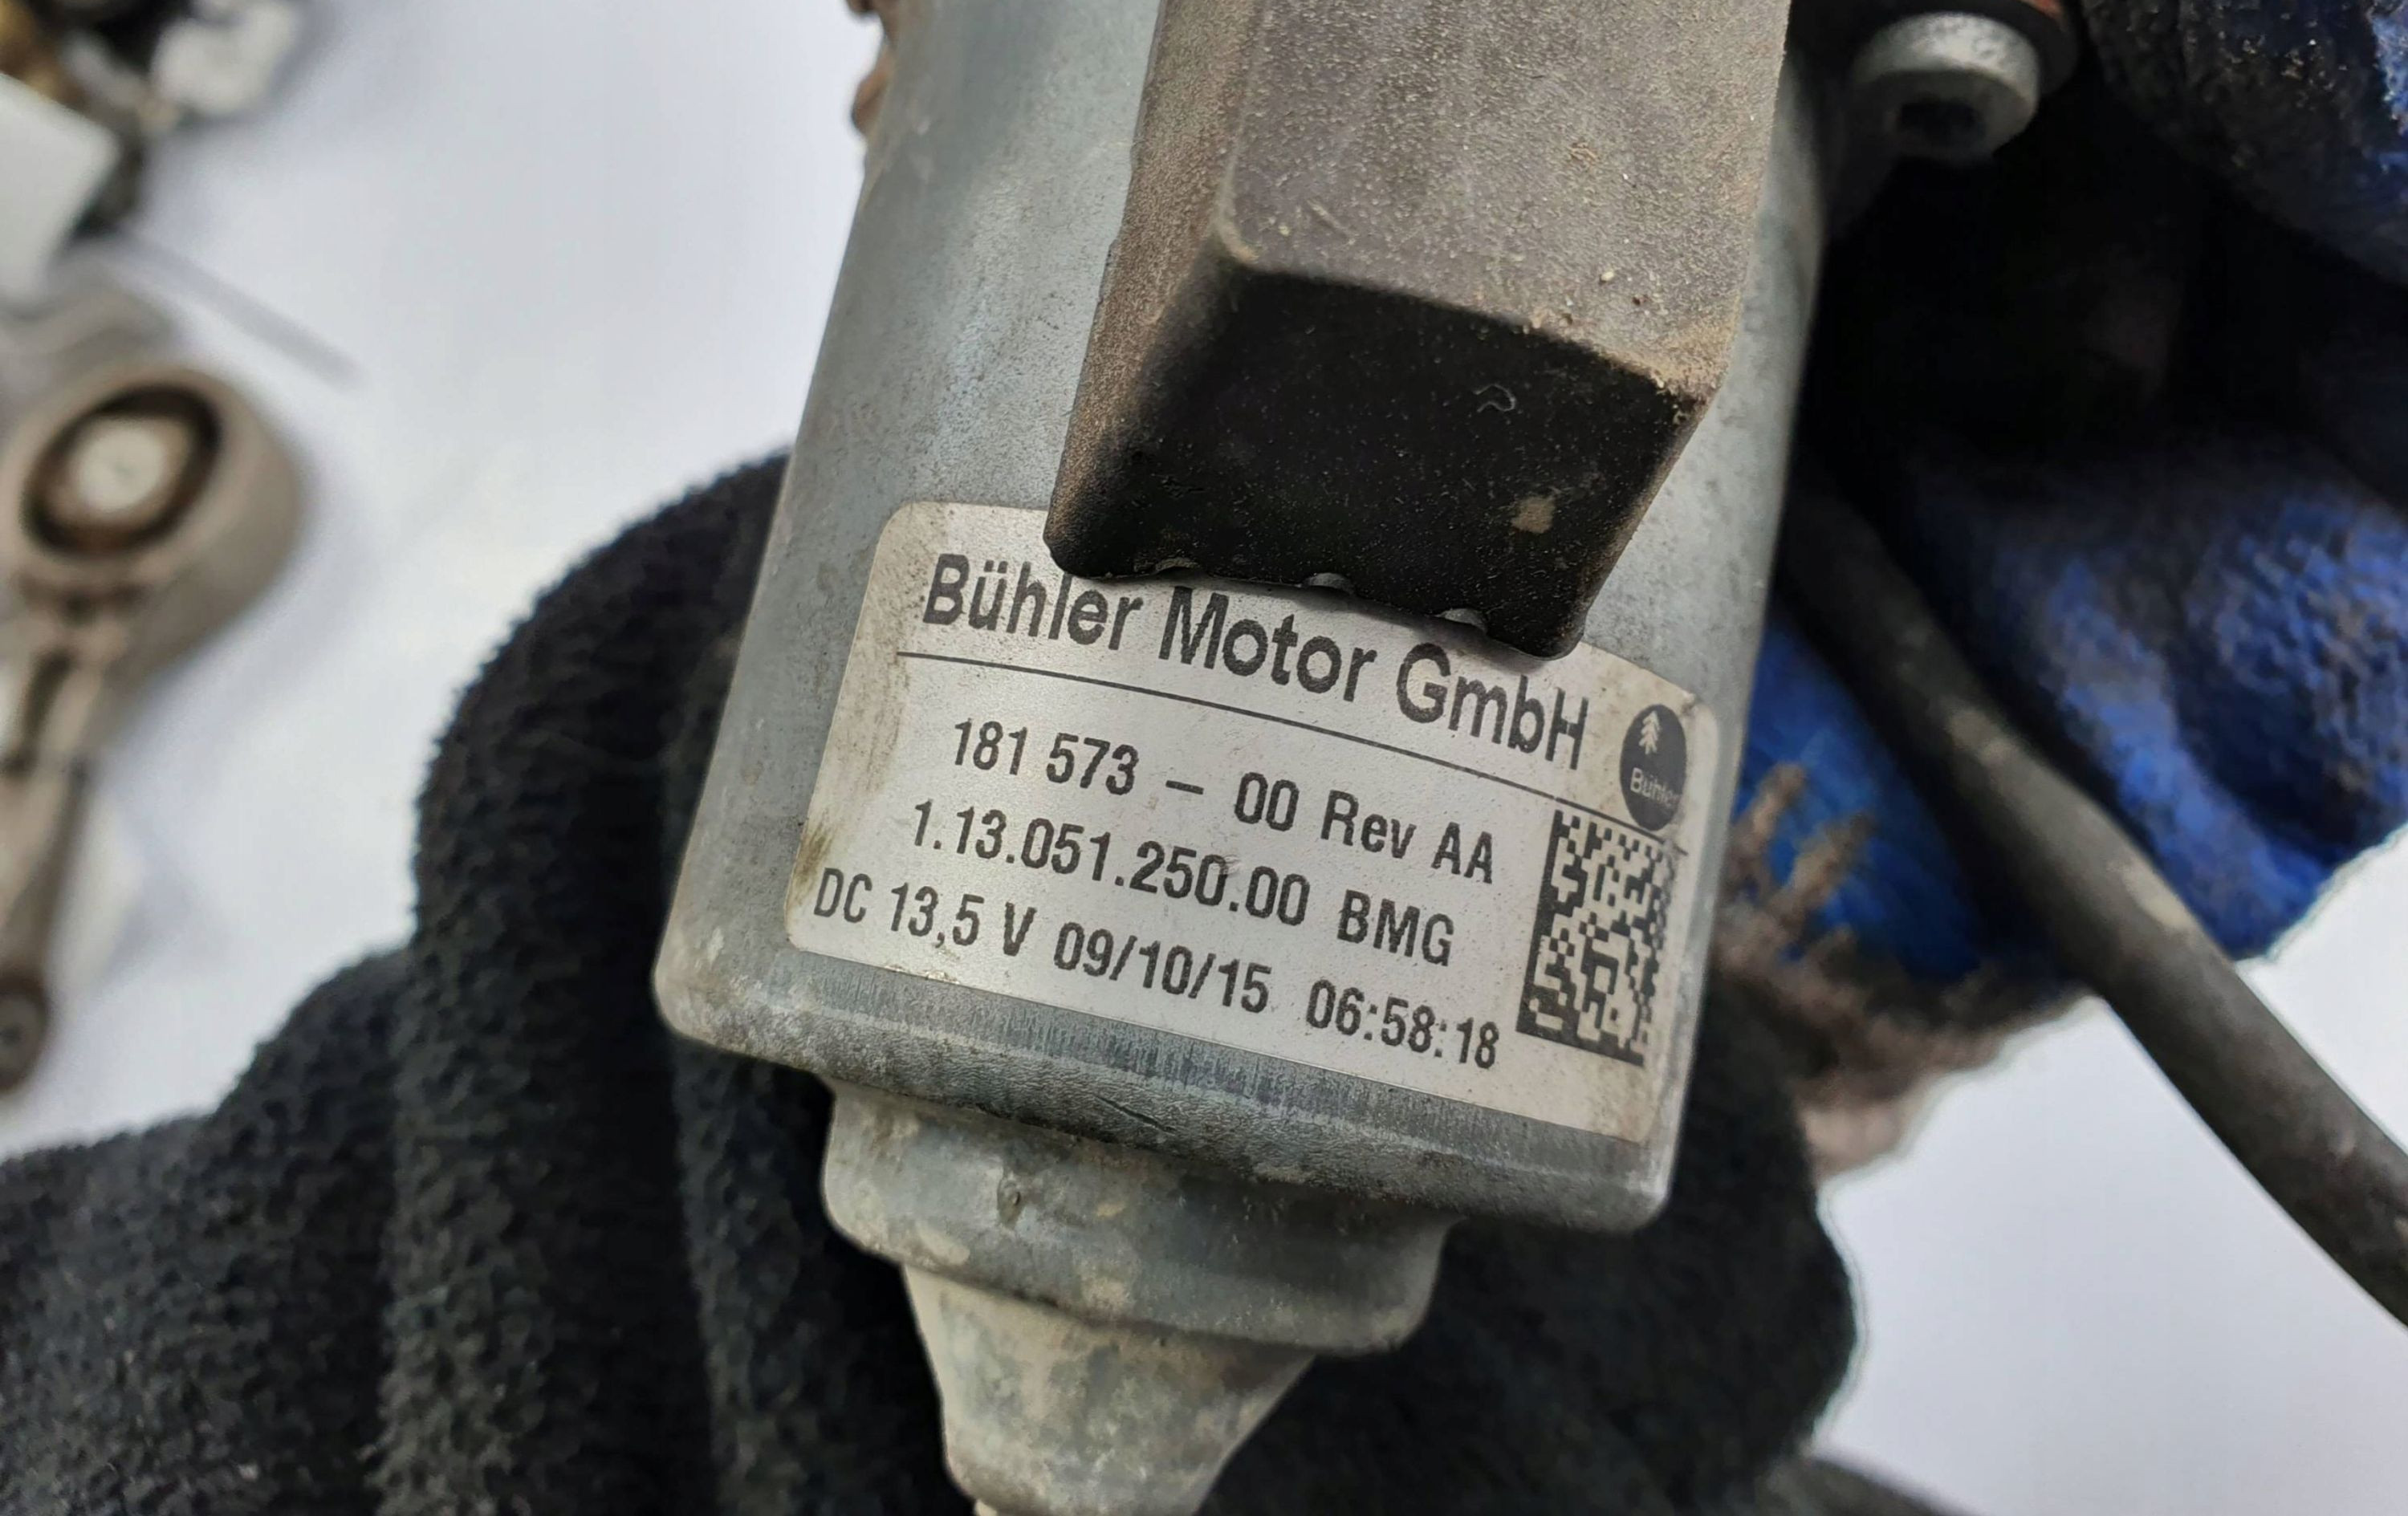 Bühler Motor GmbH
Bühler
181 573 – 00 Rev AA
1.13.051.250.00 BMG
DC 13,5 V 09/10/15 06:58:18